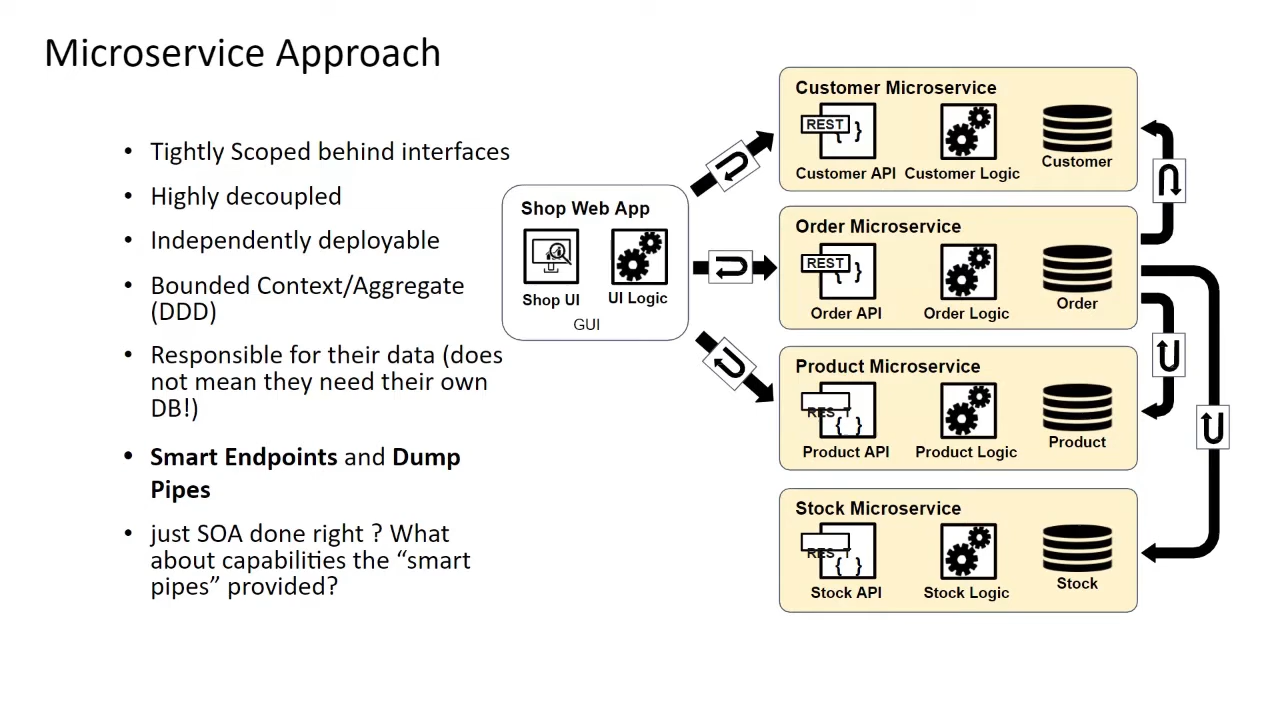 Microservice Approach
• Tightly Scoped behind interfaces
• Highly decoupled
• Independently deployable
• Bounded Context/Aggregate
(DDD)
• Responsible for their data (does
not mean they need their own
DB!)
• Smart Endpoints and Dump
Pipes
• just SOA done right ? What
about capabilities the “smart
pipes” provided?
Shop Web App
Shop UI
UI Logic
GUI
Customer Microservice
REST
}
Customer API
Customer Logic
Customer
Order Microservice
REST
}
Order API
Order Logic
Order
Product Microservice
RES T
{ }
Product API
Product Logic
Product
Stock Microservice
RES T
{ }
Stock API
Stock Logic
Stock